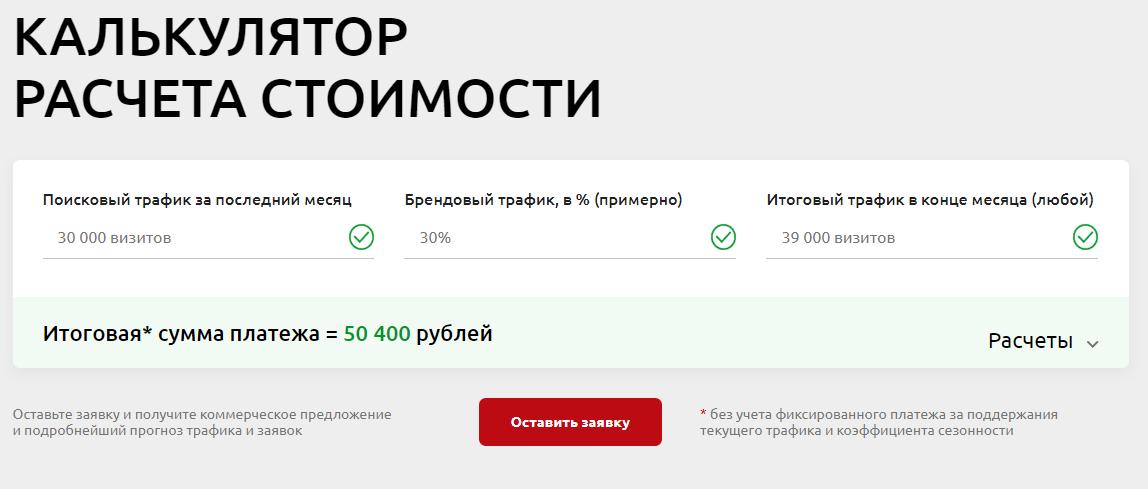 КАЛЬКУЛЯТОР
РАСЧЕТА СТОИМОСТИ
Поисковый трафик за последний месяц
30 000 визитов
Брендовый трафик, в % (примерно)
30%
Итоговый трафик в конце месяца (любой)
39 000 визитов
Итоговая* сумма платежа = 50 400 рублей
Расчеты
Оставьте заявку и получите коммерческое предложение
и подробнейший прогноз трафика и заявок
Оставить заявку
* без учета фиксированного платежа за поддержания
текущего трафика и коэффициента сезонности